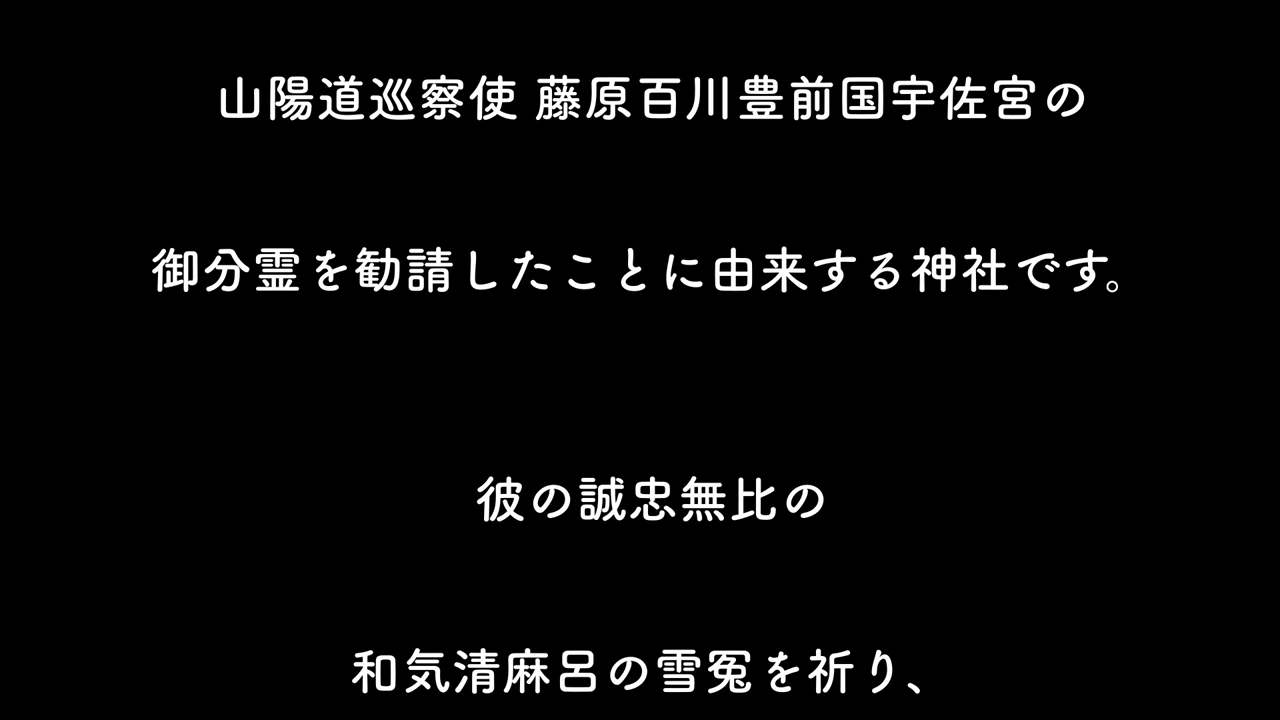 山陽道巡察使 藤原百川豊前国宇佐宮の
御分霊を勧請したことに由来する神社です。
彼の誠忠無比の
和気清麻呂の雪冤を祈り、